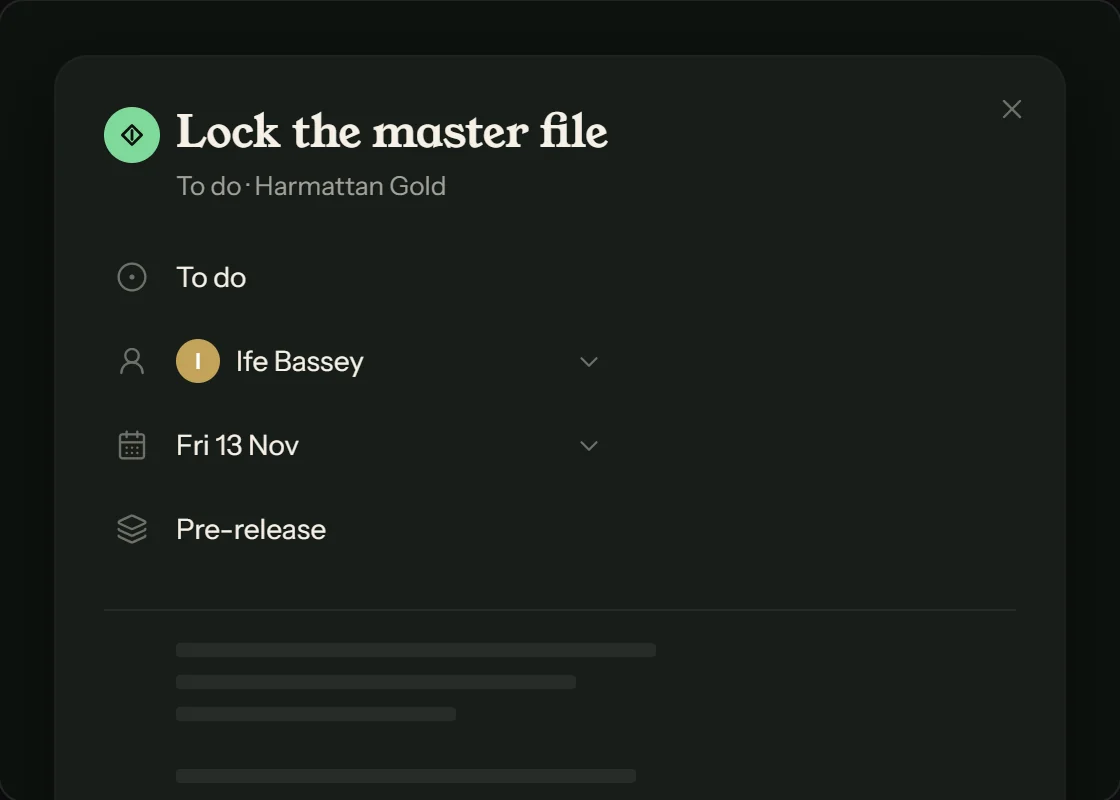 Lock the master file
To do · Harmattan Gold
To do
I Ife Bassey
Fri 13 Nov
Pre-release